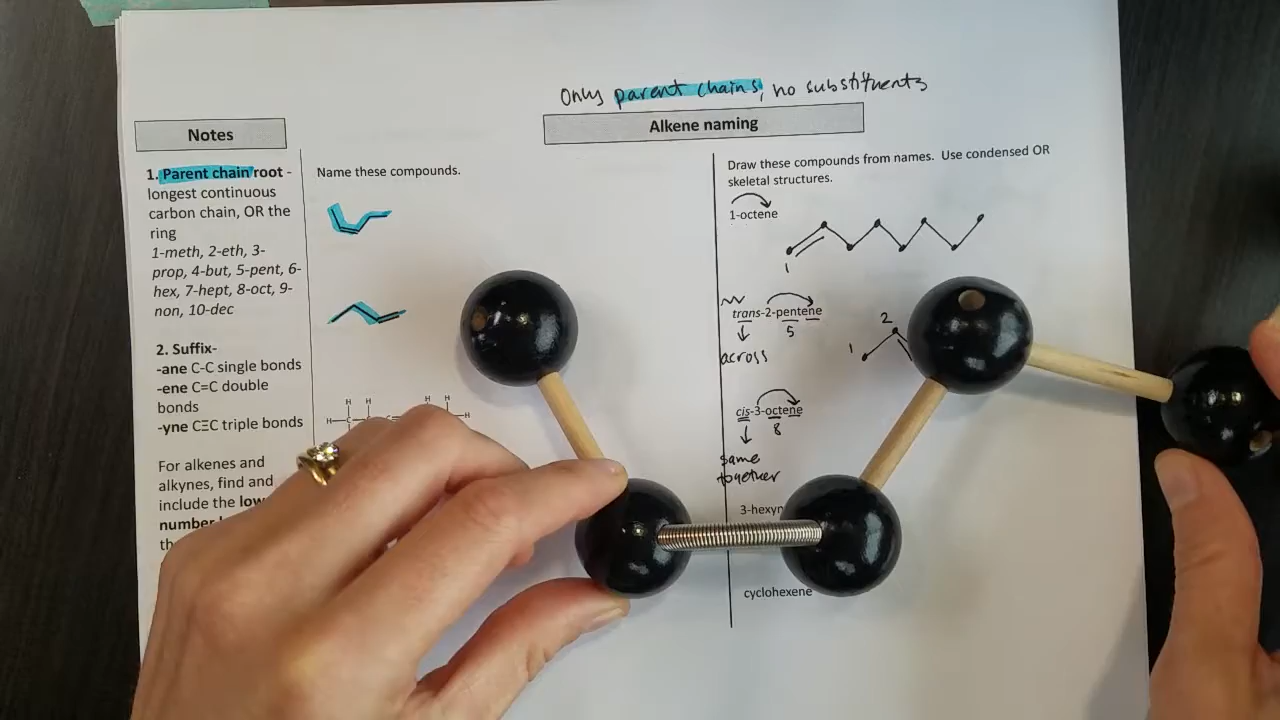 Only parent chains, no substituents
Alkene naming
Notes
1. Parent chain root -
longest continuous
carbon chain, OR the
ring
1-meth, 2-eth, 3-
prop, 4-but, 5-pent, 6-
hex, 7-hept, 8-oct, 9-
non, 10-dec
2. Suffix-
-ane C-C single bonds
-ene C=C double
bonds
-yne CΞC triple bonds
For alkenes and
alkynes, find and
include the low
number
th
Name these compounds.
H H H H
H C C H
Draw these compounds from names. Use condensed OR
skeletal structures.
1-octene
1
trans-2-pentene
5
across
1 2
cis-3-octene
8
same
together
3-hexyn
cyclohexene